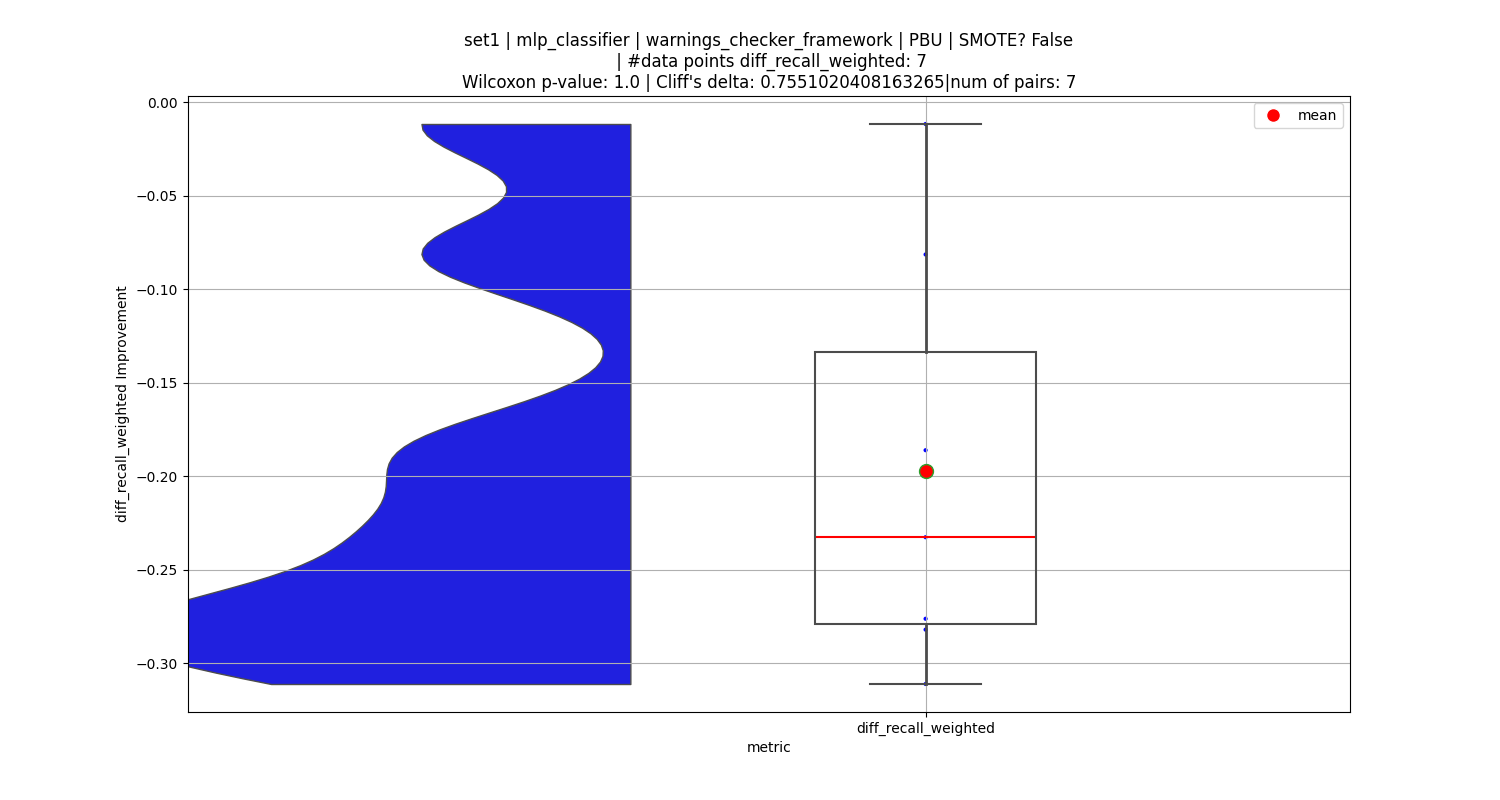 set1 | mlp_classifier | warnings_checker_framework | PBU | SMOTE? False
| #data points diff_recall_weighted: 7
Wilcoxon p-value: 1.0 | Cliff's delta: 0.7551020408163265|num of pairs: 7
mean
0.00
−0.05
−0.10
−0.15
−0.20
−0.25
−0.30
diff_recall_weighted Improvement
diff_recall_weighted
metric